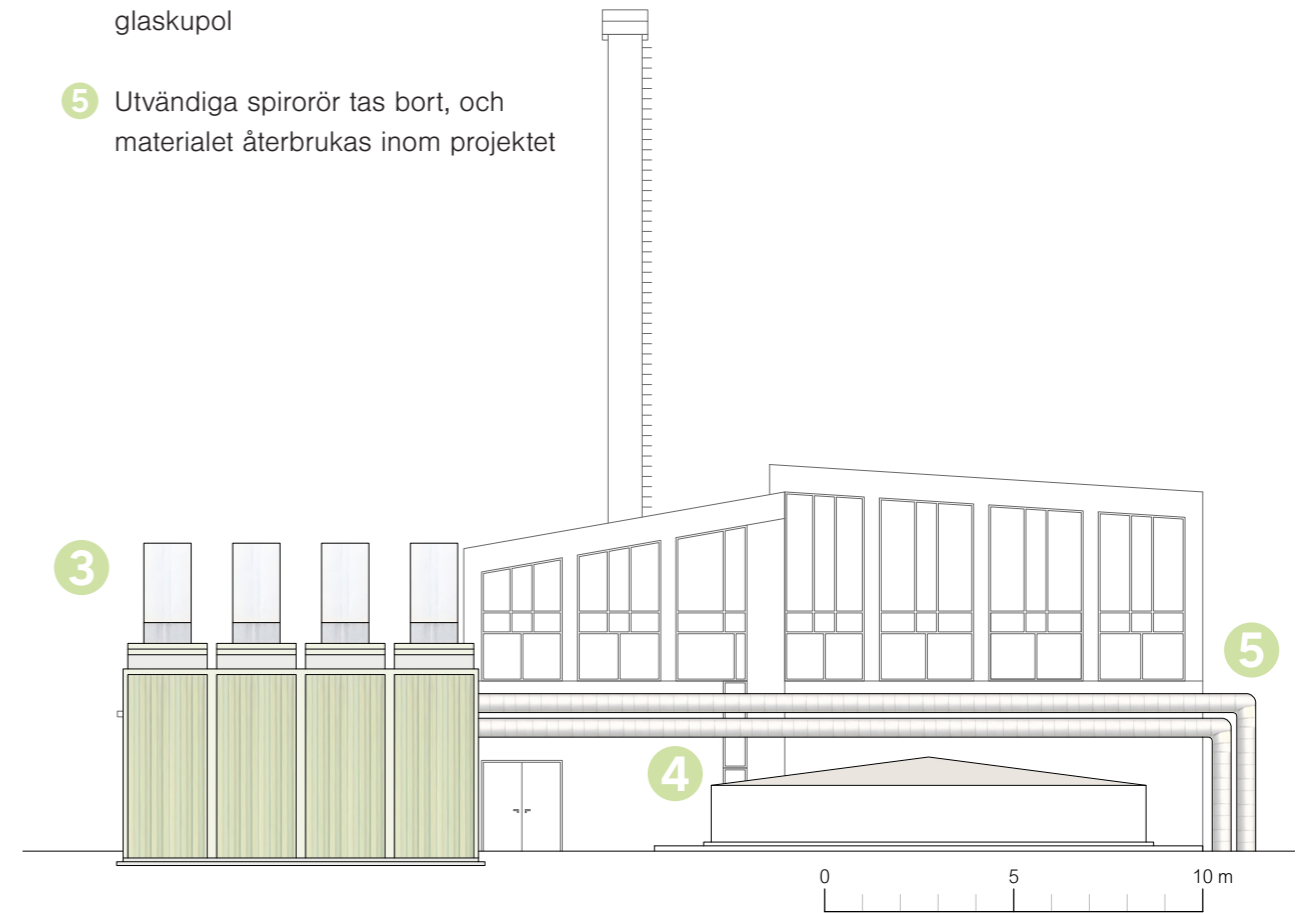 glaskupol
5 Utvändiga spirorör tas bort, och
materialet återbrukas inom projektet
3
5
4
0 5 10 m